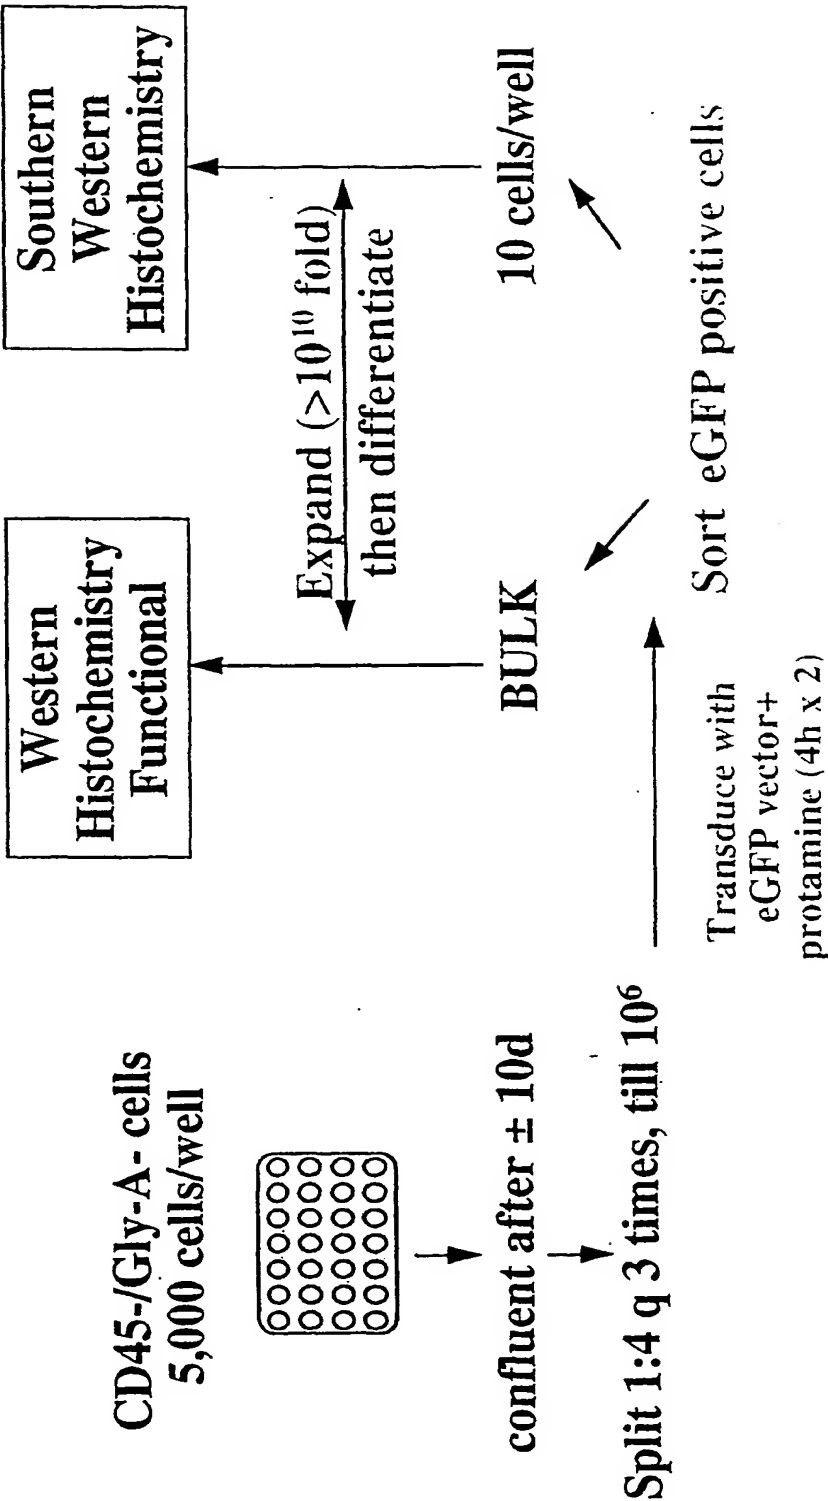 CD45-/Gly-A- cells
5,000 cells/well
confluent after ± 10d
Split 1:4 q 3 times, till 10⁶
Transduce with
eGFP vector+
protamine (4h x 2)
Sort eGFP positive cells
BULK
10 cells/well
Expand (>10¹⁰ fold)
then differentiate
Western
Histochemistry
Functional
Southern
Western
Histochemistry